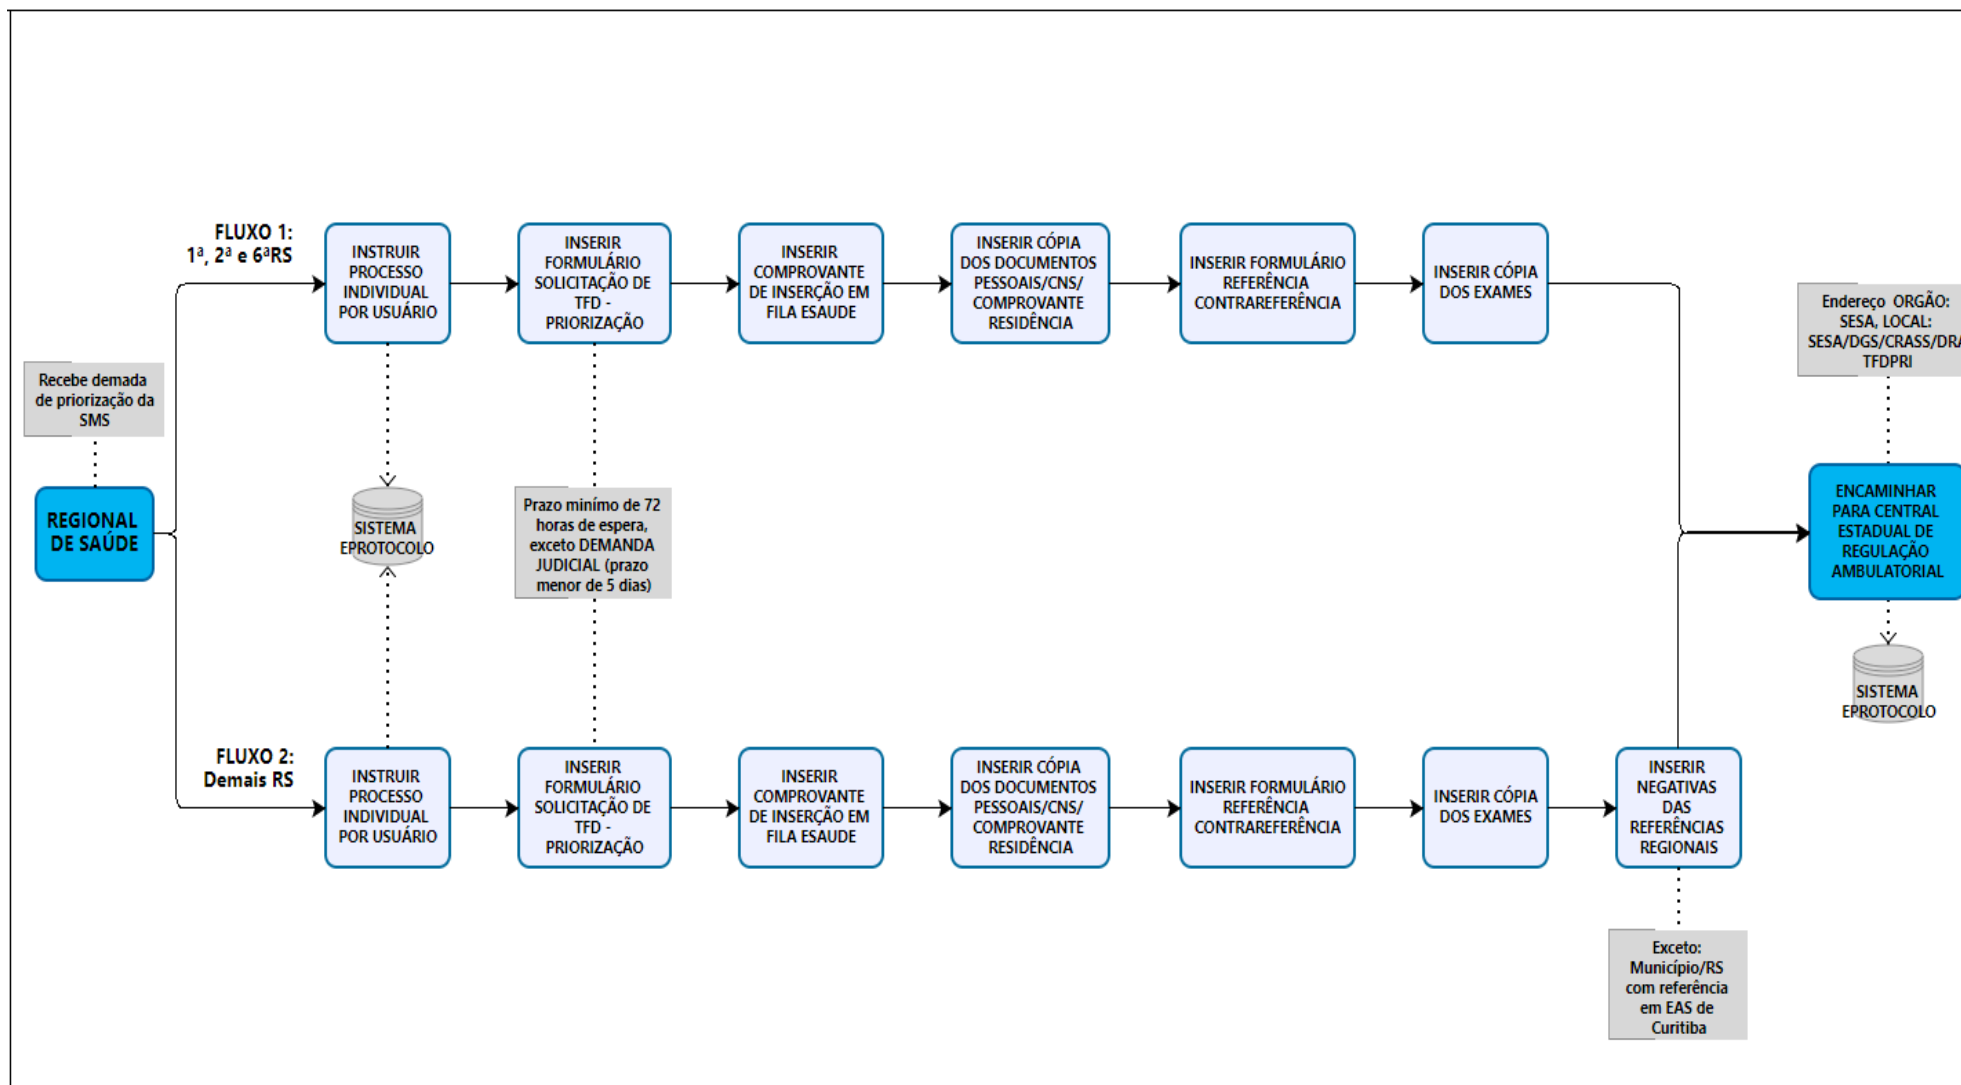 FLUXO 1:
1ª, 2ª e 6ªRS
INSTRUIR
PROCESSO
INDIVIDUAL
POR USUÁRIO
INSERIR
FORMULÁRIO
SOLICITAÇÃO DE
TFD -
PRIORIZAÇÃO
INSERIR
COMPROVANTE
DE INSERÇÃO EM
FILA ESAUDE
INSERIR CÓPIA
DOS DOCUMENTOS
PESSOAIS/CNS/
COMPROVANTE
RESIDÊNCIA
INSERIR FORMULÁRIO
REFERÊNCIA
CONTRAREFERÊNCIA
INSERIR CÓPIA
DOS EXAMES
Endereço ORGÃO:
SESA, LOCAL:
SESA/DGS/CRASS/DRA
TFDPRI
Recebe demada
de priorização da
SMS
REGIONAL
DE SAÚDE
SISTEMA
EPROTOCOLO
Prazo minímo de 72
horas de espera,
exceto DEMANDA
JUDICIAL (prazo
menor de 5 dias)
ENCAMINHAR
PARA CENTRAL
ESTADUAL DE
REGULAÇÃO
AMBULATORIAL
SISTEMA
EPROTOCOLO
FLUXO 2:
Demais RS
INSTRUIR
PROCESSO
INDIVIDUAL
POR USUÁRIO
INSERIR
FORMULÁRIO
SOLICITAÇÃO DE
TFD -
PRIORIZAÇÃO
INSERIR
COMPROVANTE
DE INSERÇÃO EM
FILA ESAUDE
INSERIR CÓPIA
DOS DOCUMENTOS
PESSOAIS/CNS/
COMPROVANTE
RESIDÊNCIA
INSERIR FORMULÁRIO
REFERÊNCIA
CONTRAREFERÊNCIA
INSERIR CÓPIA
DOS EXAMES
INSERIR
NEGATIVAS
DAS
REFERÊNCIAS
REGIONAIS
Exceto:
Município/RS
com referência
em EAS de
Curitiba